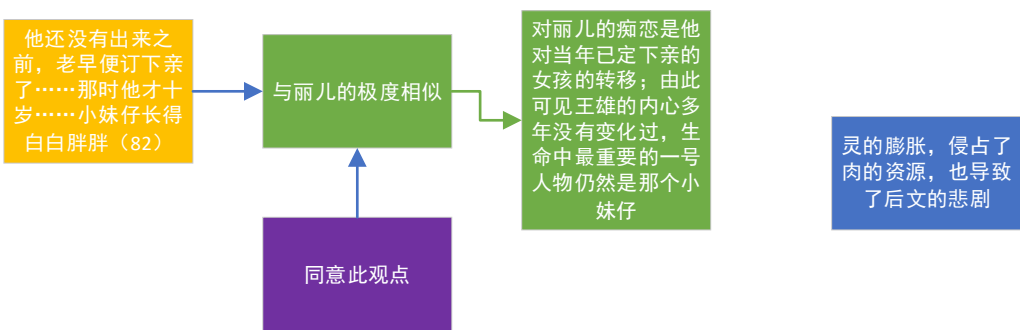 他还没有出来之
前，老早便订下亲
了……那时他才十
岁……小妹仔长得
白白胖胖（82）
与丽儿的极度相似
对丽儿的痴恋是他
对当年已定下亲的
女孩的转移；由此
可见王雄的内心多
年没有变化过，生
命中最重要的一号
人物仍然是那个小
妹仔
灵的膨胀，侵占了
肉的资源，也导致
了后文的悲剧
同意此观点